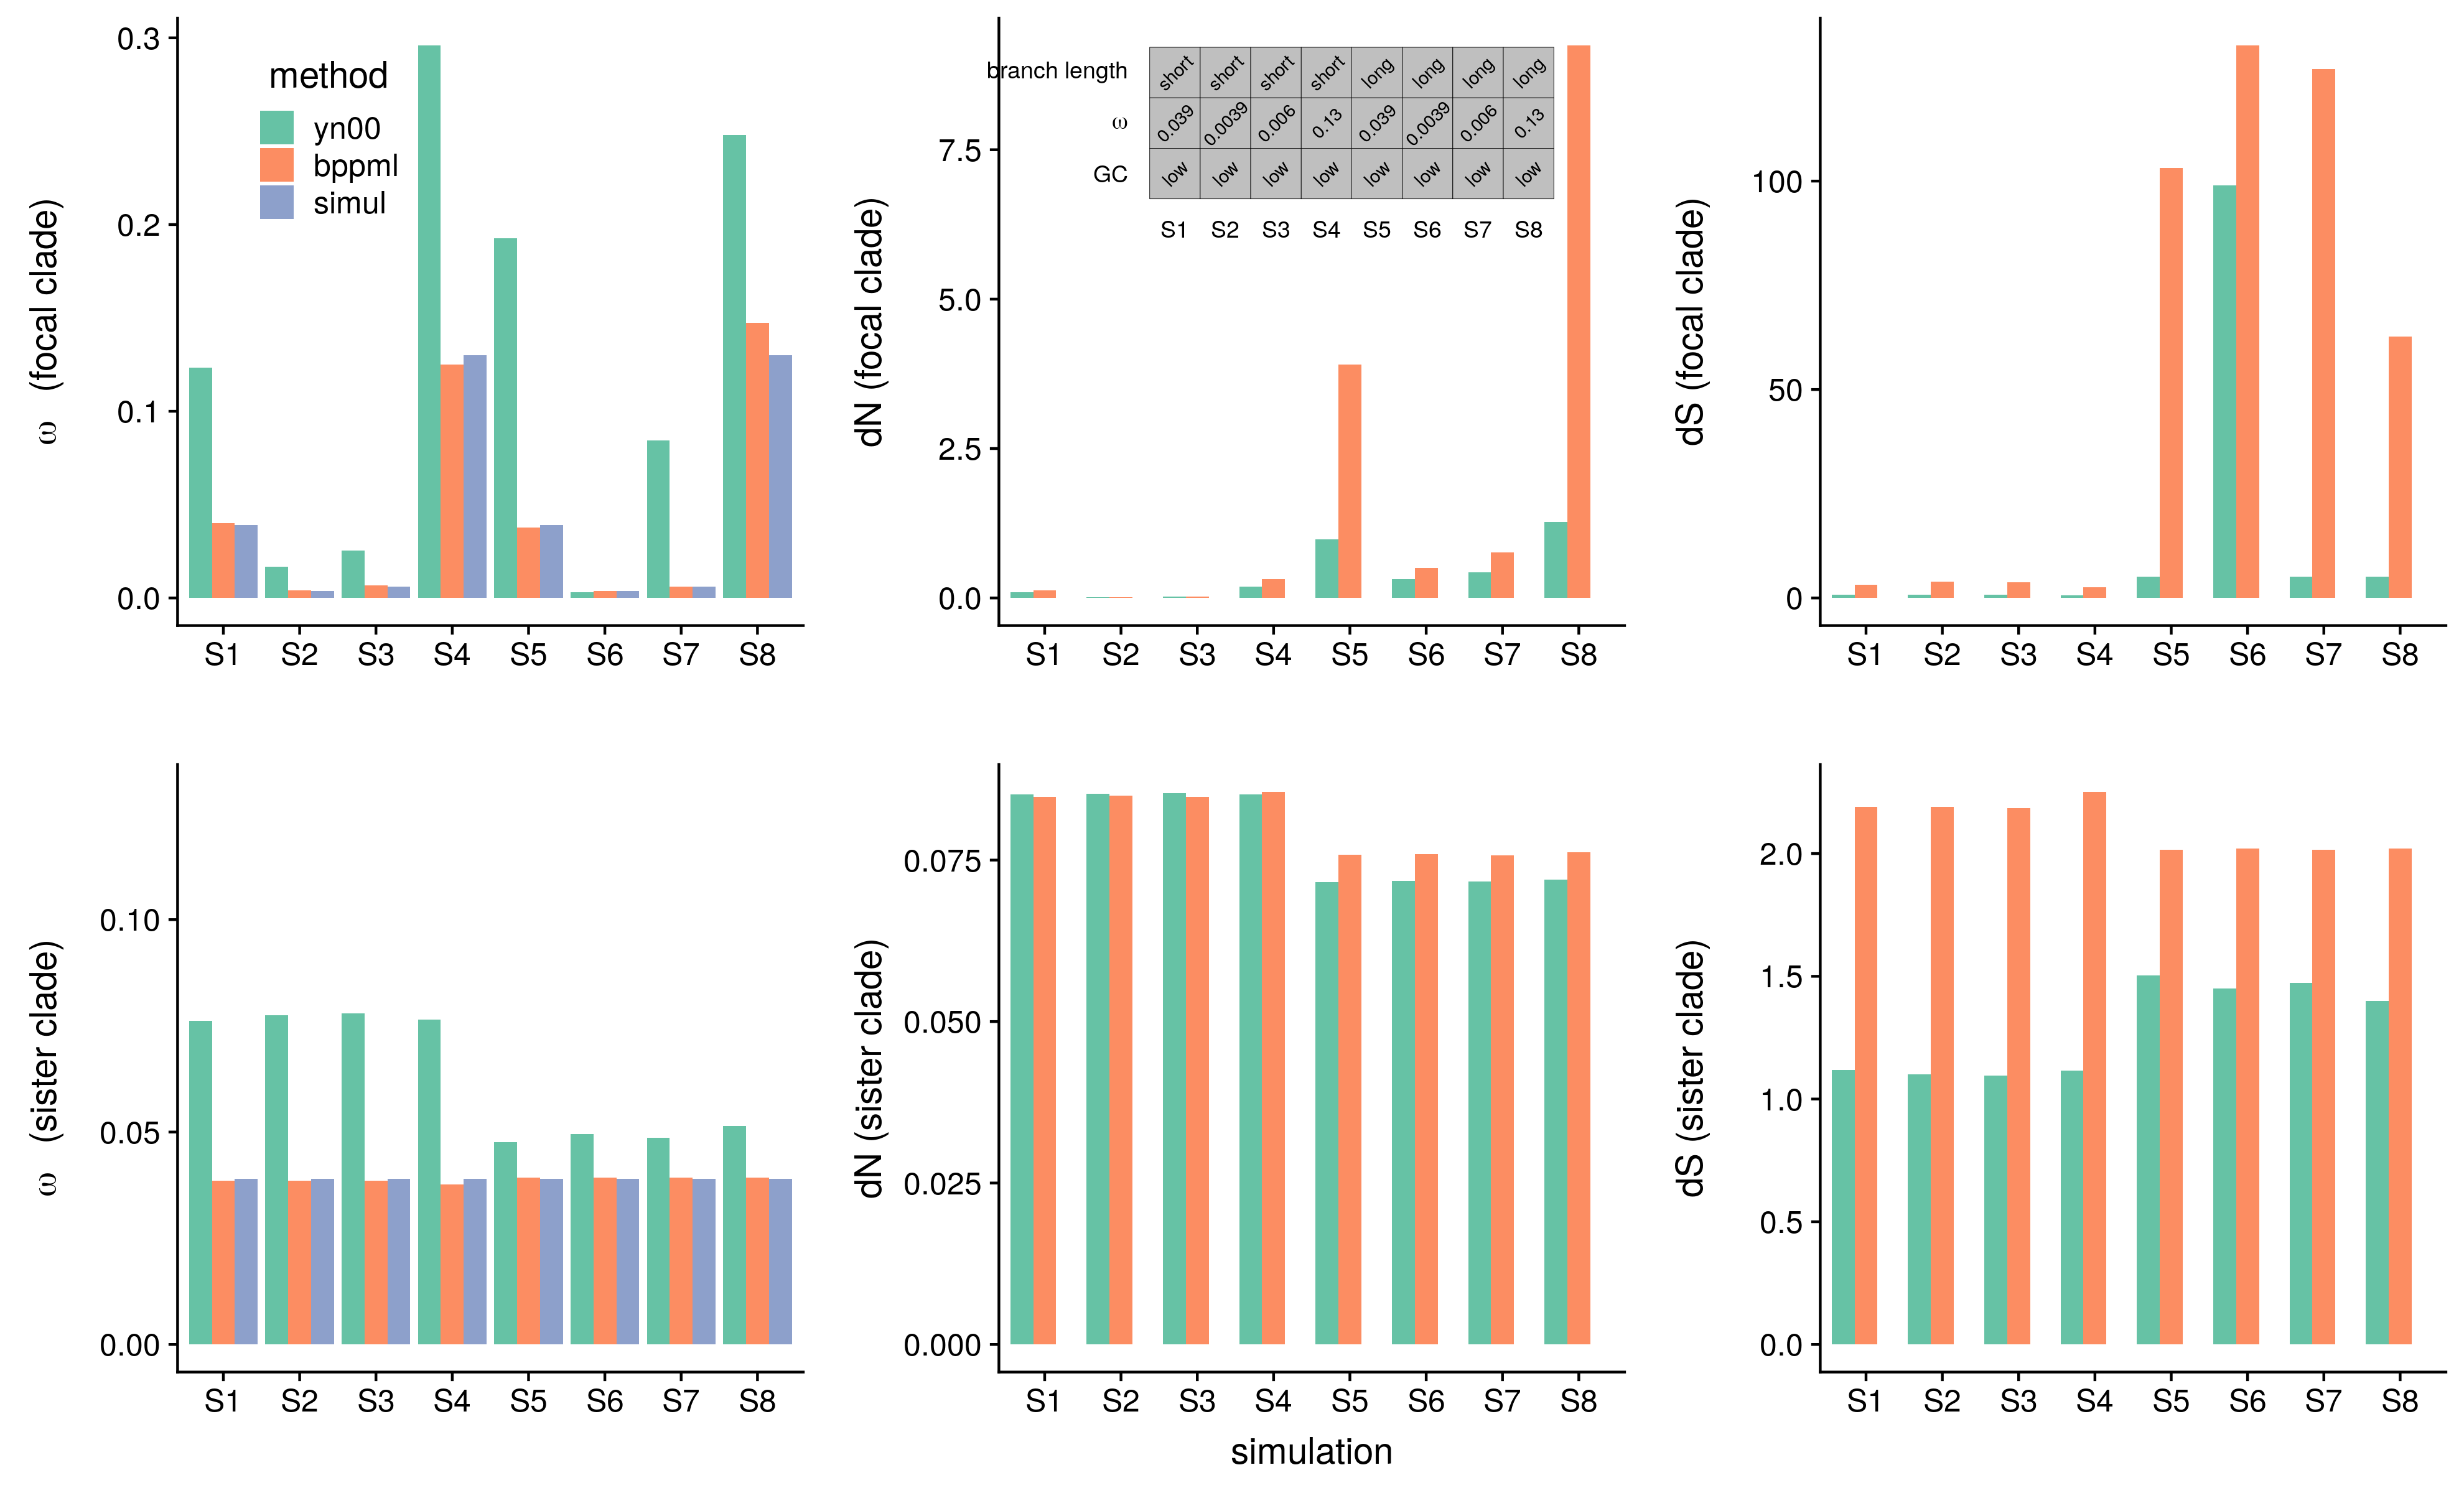 ω (focal clade)
0.3
0.2
0.1
0.0
method
yn00
bppml
simul
S1 S2 S3 S4 S5 S6 S7 S8
dN (focal clade)
7.5
5.0
2.5
0.0
branch length short short short short long long long long
ω 0.039 0.0039 0.006 0.13 0.039 0.0039 0.006 0.13
GC low low low low low low low low
S1 S2 S3 S4 S5 S6 S7 S8
S1 S2 S3 S4 S5 S6 S7 S8
dS (focal clade)
100
50
0
S1 S2 S3 S4 S5 S6 S7 S8
ω (sister clade)
0.10
0.05
0.00
S1 S2 S3 S4 S5 S6 S7 S8
dN (sister clade)
0.075
0.050
0.025
0.000
S1 S2 S3 S4 S5 S6 S7 S8
dS (sister clade)
2.0
1.5
1.0
0.5
0.0
S1 S2 S3 S4 S5 S6 S7 S8
simulation